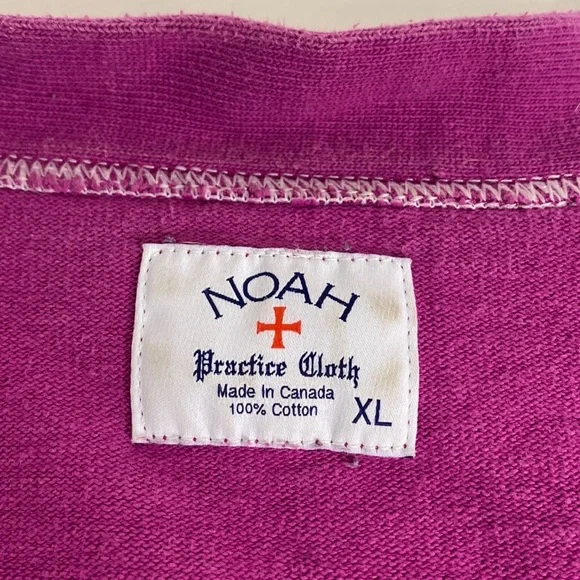 NOAH
Practice Cloth
Made In Canada
100% Cotton
XL